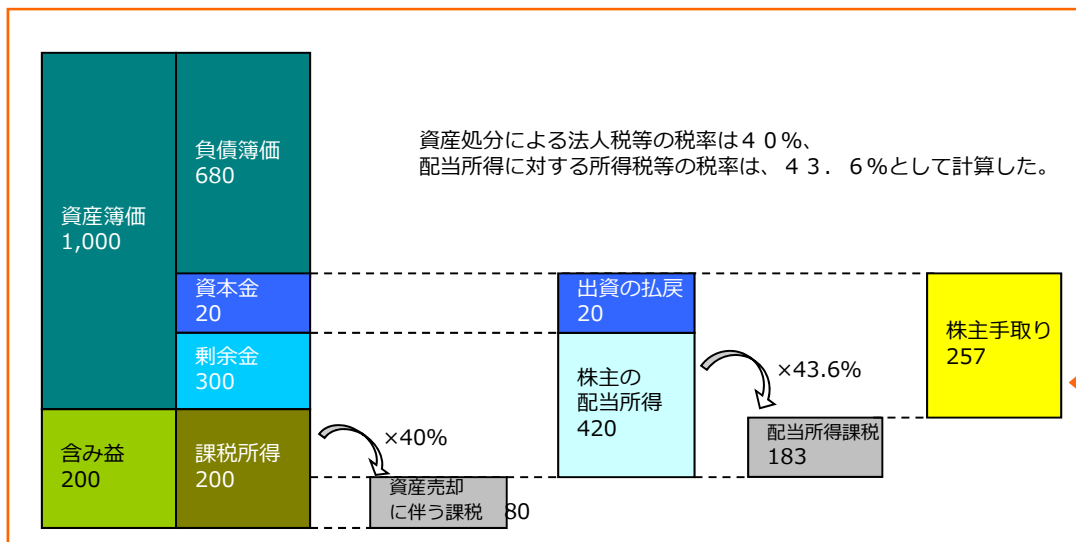 資産処分による法人税等の税率は４０%、
配当所得に対する所得税等の税率は、４３．６%として計算した。
資産簿価
1,000
負債簿価
680
資本金
20
剰余金
300
含み益
200
課税所得
200
×40%
資産売却
に伴う課税 80
出資の払戻
20
株主の
配当所得
420
×43.6%
配当所得課税
183
株主手取り
257